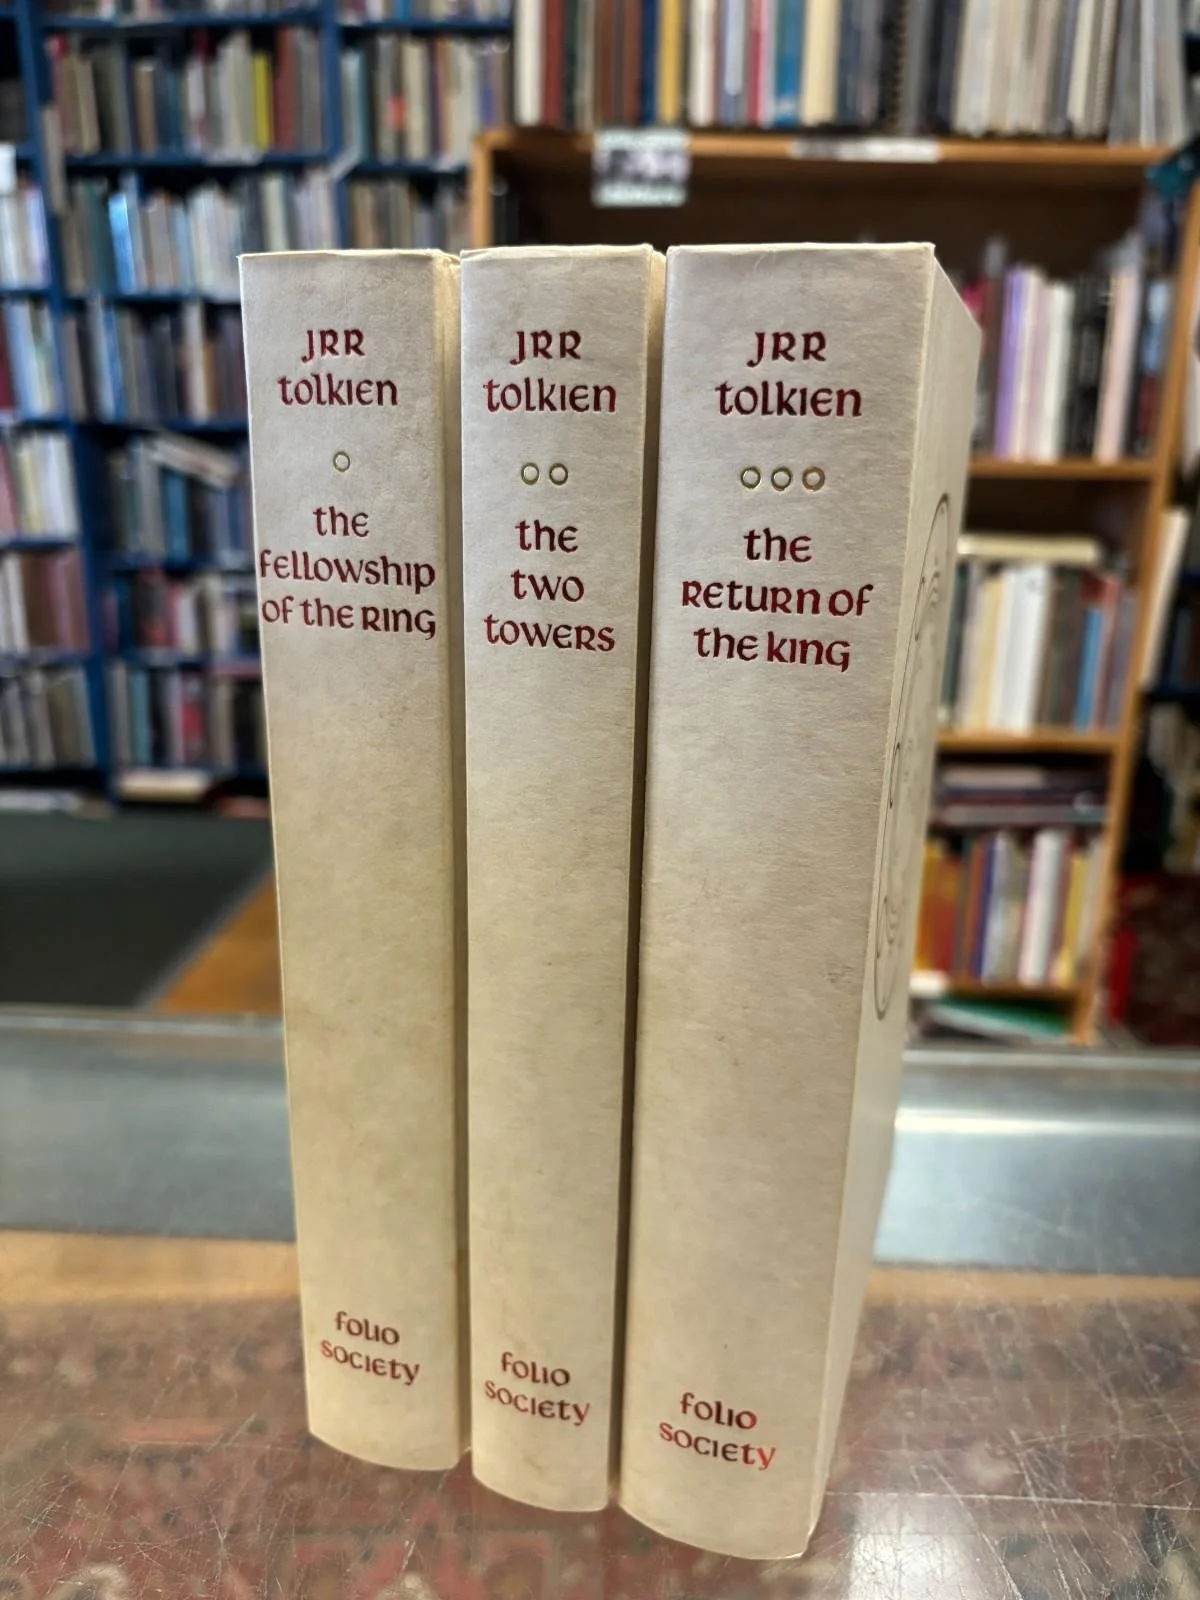 JRR
tolkien
the
fellowship
of the Ring
folio
society
JRR
tolkien
the
two
towers
folio
society
JRR
tolkien
the
Return of
the king
folio
society